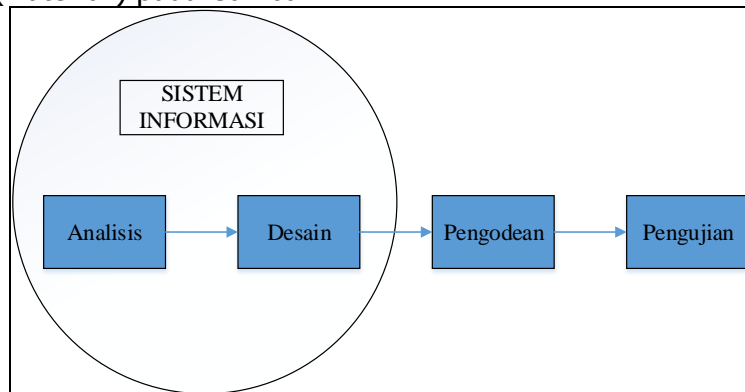 SISTEM
INFORMASI
Analisis
Desain
Pengodean
Pengujian